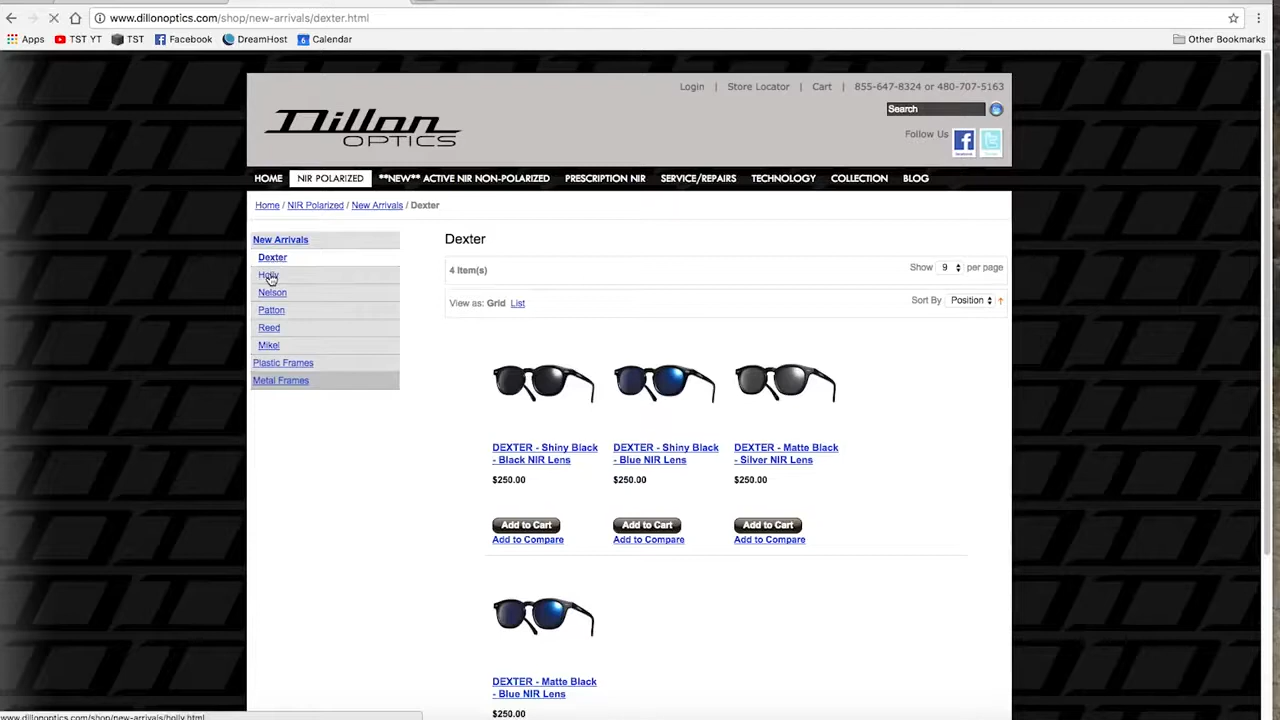 www.dillonoptics.com/shop/new-arrivals/dexter.html
Apps TST YT TST Facebook DreamHost 6 Calendar Other Bookmarks
Login | Store Locator | Cart | 855-647-8324 or 480-707-5163
Dillon
OPTICS
Search
Follow Us
HOME NIR POLARIZED **NEW** ACTIVE NIR NON-POLARIZED PRESCRIPTION NIR SERVICE/REPAIRS TECHNOLOGY COLLECTION BLOG
Home / NIR Polarized / New Arrivals / Dexter
New Arrivals
Dexter
Holly
Nelson
Patton
Reed
Mikel
Plastic Frames
Metal Frames
Dexter
4 Item(s)
Show 9 per page
View as: Grid List
Sort By Position
DEXTER - Shiny Black
- Black NIR Lens
$250.00
Add to Cart
Add to Compare
DEXTER - Shiny Black
- Blue NIR Lens
$250.00
Add to Cart
Add to Compare
DEXTER - Matte Black
- Silver NIR Lens
$250.00
Add to Cart
Add to Compare
DEXTER - Matte Black
- Blue NIR Lens
$250.00
www.dillonoptics.com/shop/new-arrivals/holly.html